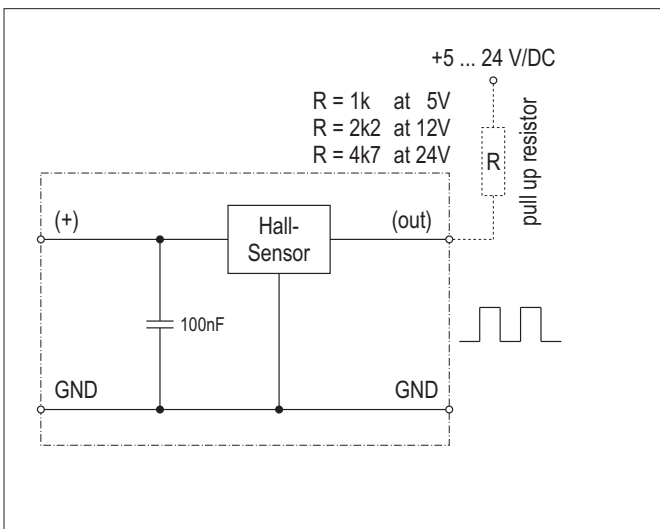 +5 ... 24 V/DC
R = 1k at 5V
R = 2k2 at 12V
R = 4k7 at 24V
R
pull up resistor
(+)
Hall-
Sensor
(out)
100nF
GND
GND